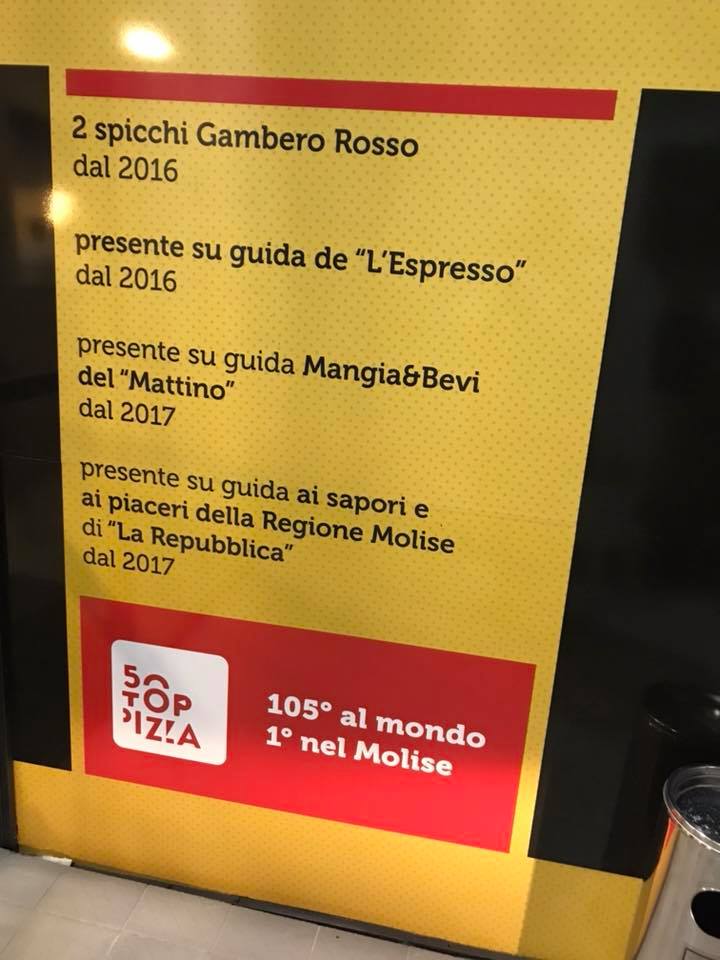 2 spicchi Gambero Rosso
dal 2016
presente su guida de “L’Espresso”
dal 2016
presente su guida Mangia&Bevi
del “Mattino”
dal 2017
presente su guida ai sapori e
ai piaceri della Regione Molise
di “La Repubblica”
dal 2017
50
TOP
PIZZA
105° al mondo
1° nel Molise